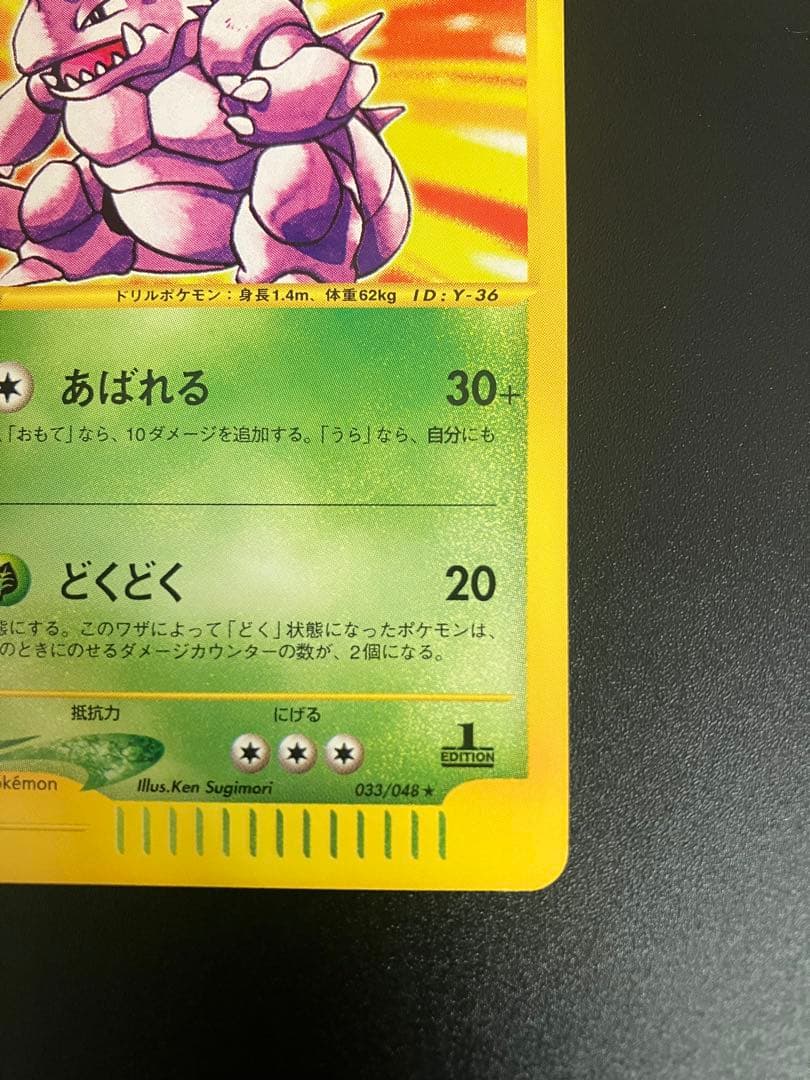 ドリルポケモン：身長1.4m、体重62kg ID：Y-36
あばれる 30+
、「おもて」なら、10ダメージを追加する。「うら」なら、自分にも
どくどく 20
態にする。このワザによって「どく」状態になったポケモンは、
のときにのせるダメージカウンターの数が、2個になる。
抵抗力 にげる
1
EDITION
okémon Illus.Ken Sugimori 033/048★